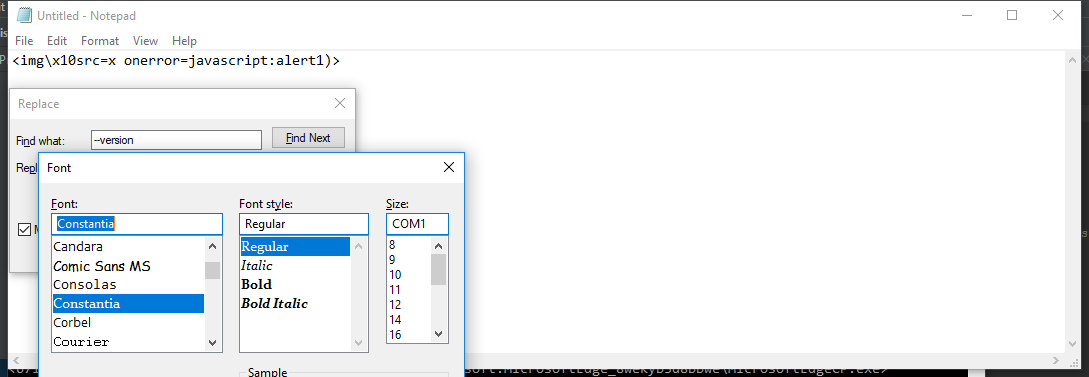 Untitled - Notepad
File Edit Format View Help
<img\x10src=x onerror=javascript:alert1)>
Replace
Find what: --version Find Next
Repl
Font
Font: Font style: Size:
Constantia Regular COM1
Candara Regular 8
Comic Sans MS Italic 9
Consolas Bold 10
Constantia Bold Italic 11
Corbel 12
Courier 14
16
Sample